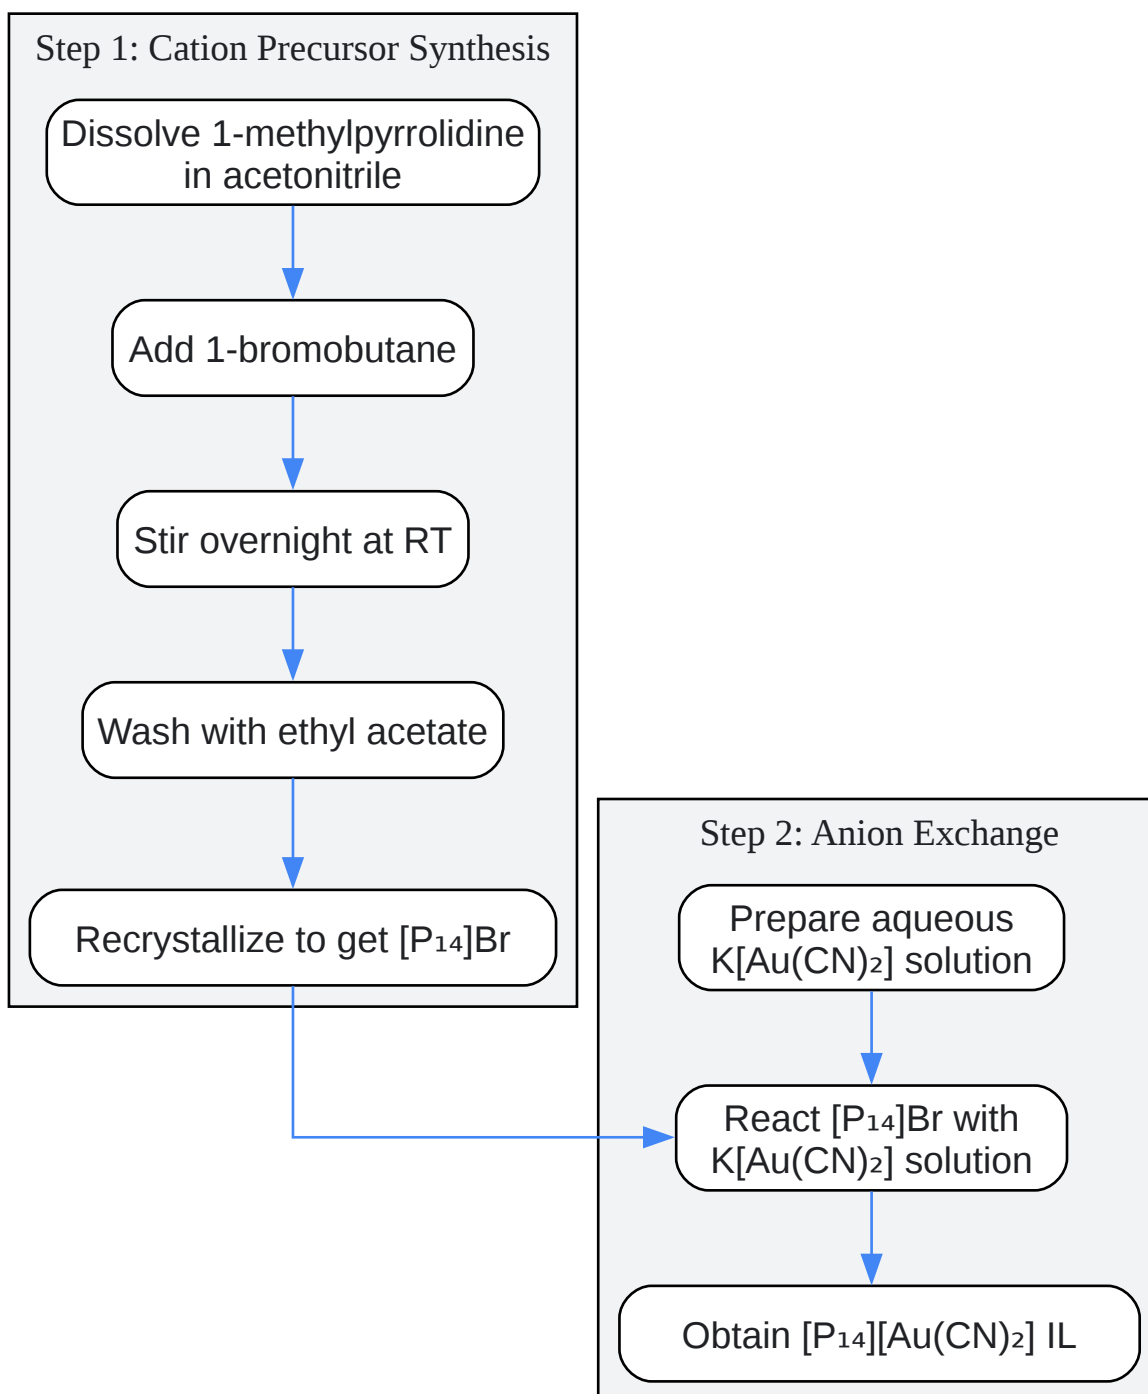 Step 1: Cation Precursor Synthesis
Dissolve 1-methylpyrrolidine
in acetonitrile
Add 1-bromobutane
Stir overnight at RT
Wash with ethyl acetate
Recrystallize to get [P₁₄]Br
Step 2: Anion Exchange
Prepare aqueous
K[Au(CN)₂] solution
React [P₁₄]Br with
K[Au(CN)₂] solution
Obtain [P₁₄][Au(CN)₂] IL